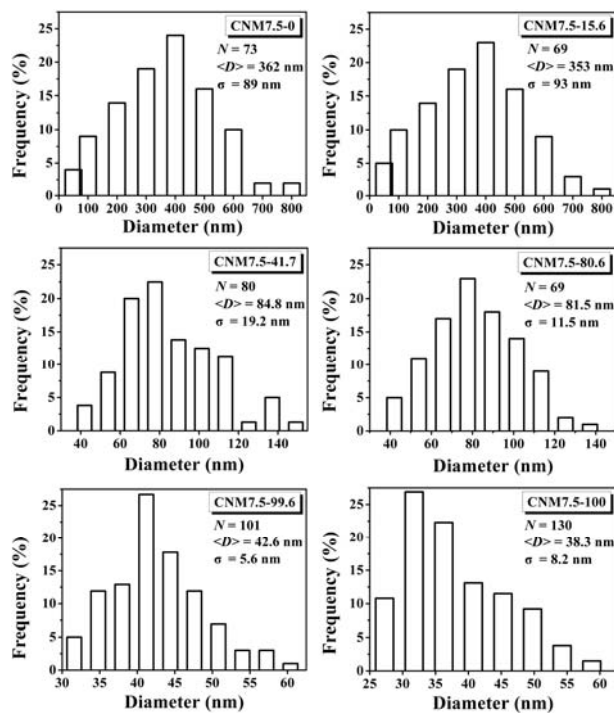 CNM7.5-0
N = 73
<D> = 362 nm
σ = 89 nm
Frequency (%)
25
20
15
10
5
0
0 100 200 300 400 500 600 700 800
Diameter (nm)
CNM7.5-15.6
N = 69
<D> = 353 nm
σ = 93 nm
Frequency (%)
25
20
15
10
5
0
0 100 200 300 400 500 600 700 800
Diameter (nm)
CNM7.5-41.7
N = 80
<D> = 84.8 nm
σ = 19.2 nm
Frequency (%)
25
20
15
10
5
0
40 60 80 100 120 140
Diameter (nm)
CNM7.5-80.6
N = 69
<D> = 81.5 nm
σ = 11.5 nm
Frequency (%)
25
20
15
10
5
0
40 60 80 100 120 140
Diameter (nm)
CNM7.5-99.6
N = 101
<D> = 42.6 nm
σ = 5.6 nm
Frequency (%)
25
20
15
10
5
0
30 35 40 45 50 55 60
Diameter (nm)
CNM7.5-100
N = 130
<D> = 38.3 nm
σ = 8.2 nm
Frequency (%)
25
20
15
10
5
0
25 30 35 40 45 50 55 60
Diameter (nm)